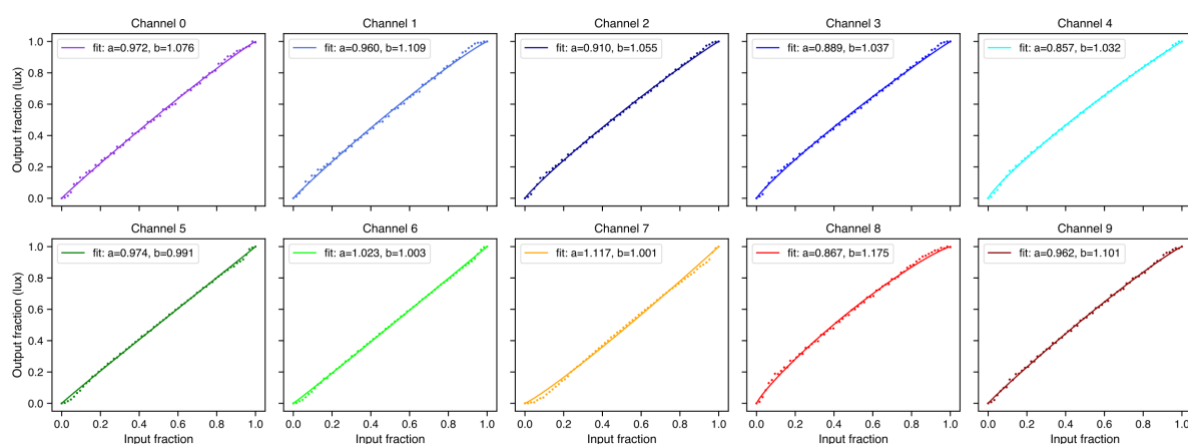 Channel 0 Channel 1 Channel 2 Channel 3 Channel 4
fit: a=0.972, b=1.076 fit: a=0.960, b=1.109 fit: a=0.910, b=1.055 fit: a=0.889, b=1.037 fit: a=0.857, b=1.032
1.0
0.8
0.6
0.4
0.2
0.0
Output fraction (lux)
Channel 5 Channel 6 Channel 7 Channel 8 Channel 9
fit: a=0.974, b=0.991 fit: a=1.023, b=1.003 fit: a=1.117, b=1.001 fit: a=0.867, b=1.175 fit: a=0.962, b=1.101
1.0
0.8
0.6
0.4
0.2
0.0
Output fraction (lux)
0.0 0.2 0.4 0.6 0.8 1.0 0.0 0.2 0.4 0.6 0.8 1.0 0.0 0.2 0.4 0.6 0.8 1.0 0.0 0.2 0.4 0.6 0.8 1.0 0.0 0.2 0.4 0.6 0.8 1.0
Input fraction Input fraction Input fraction Input fraction Input fraction